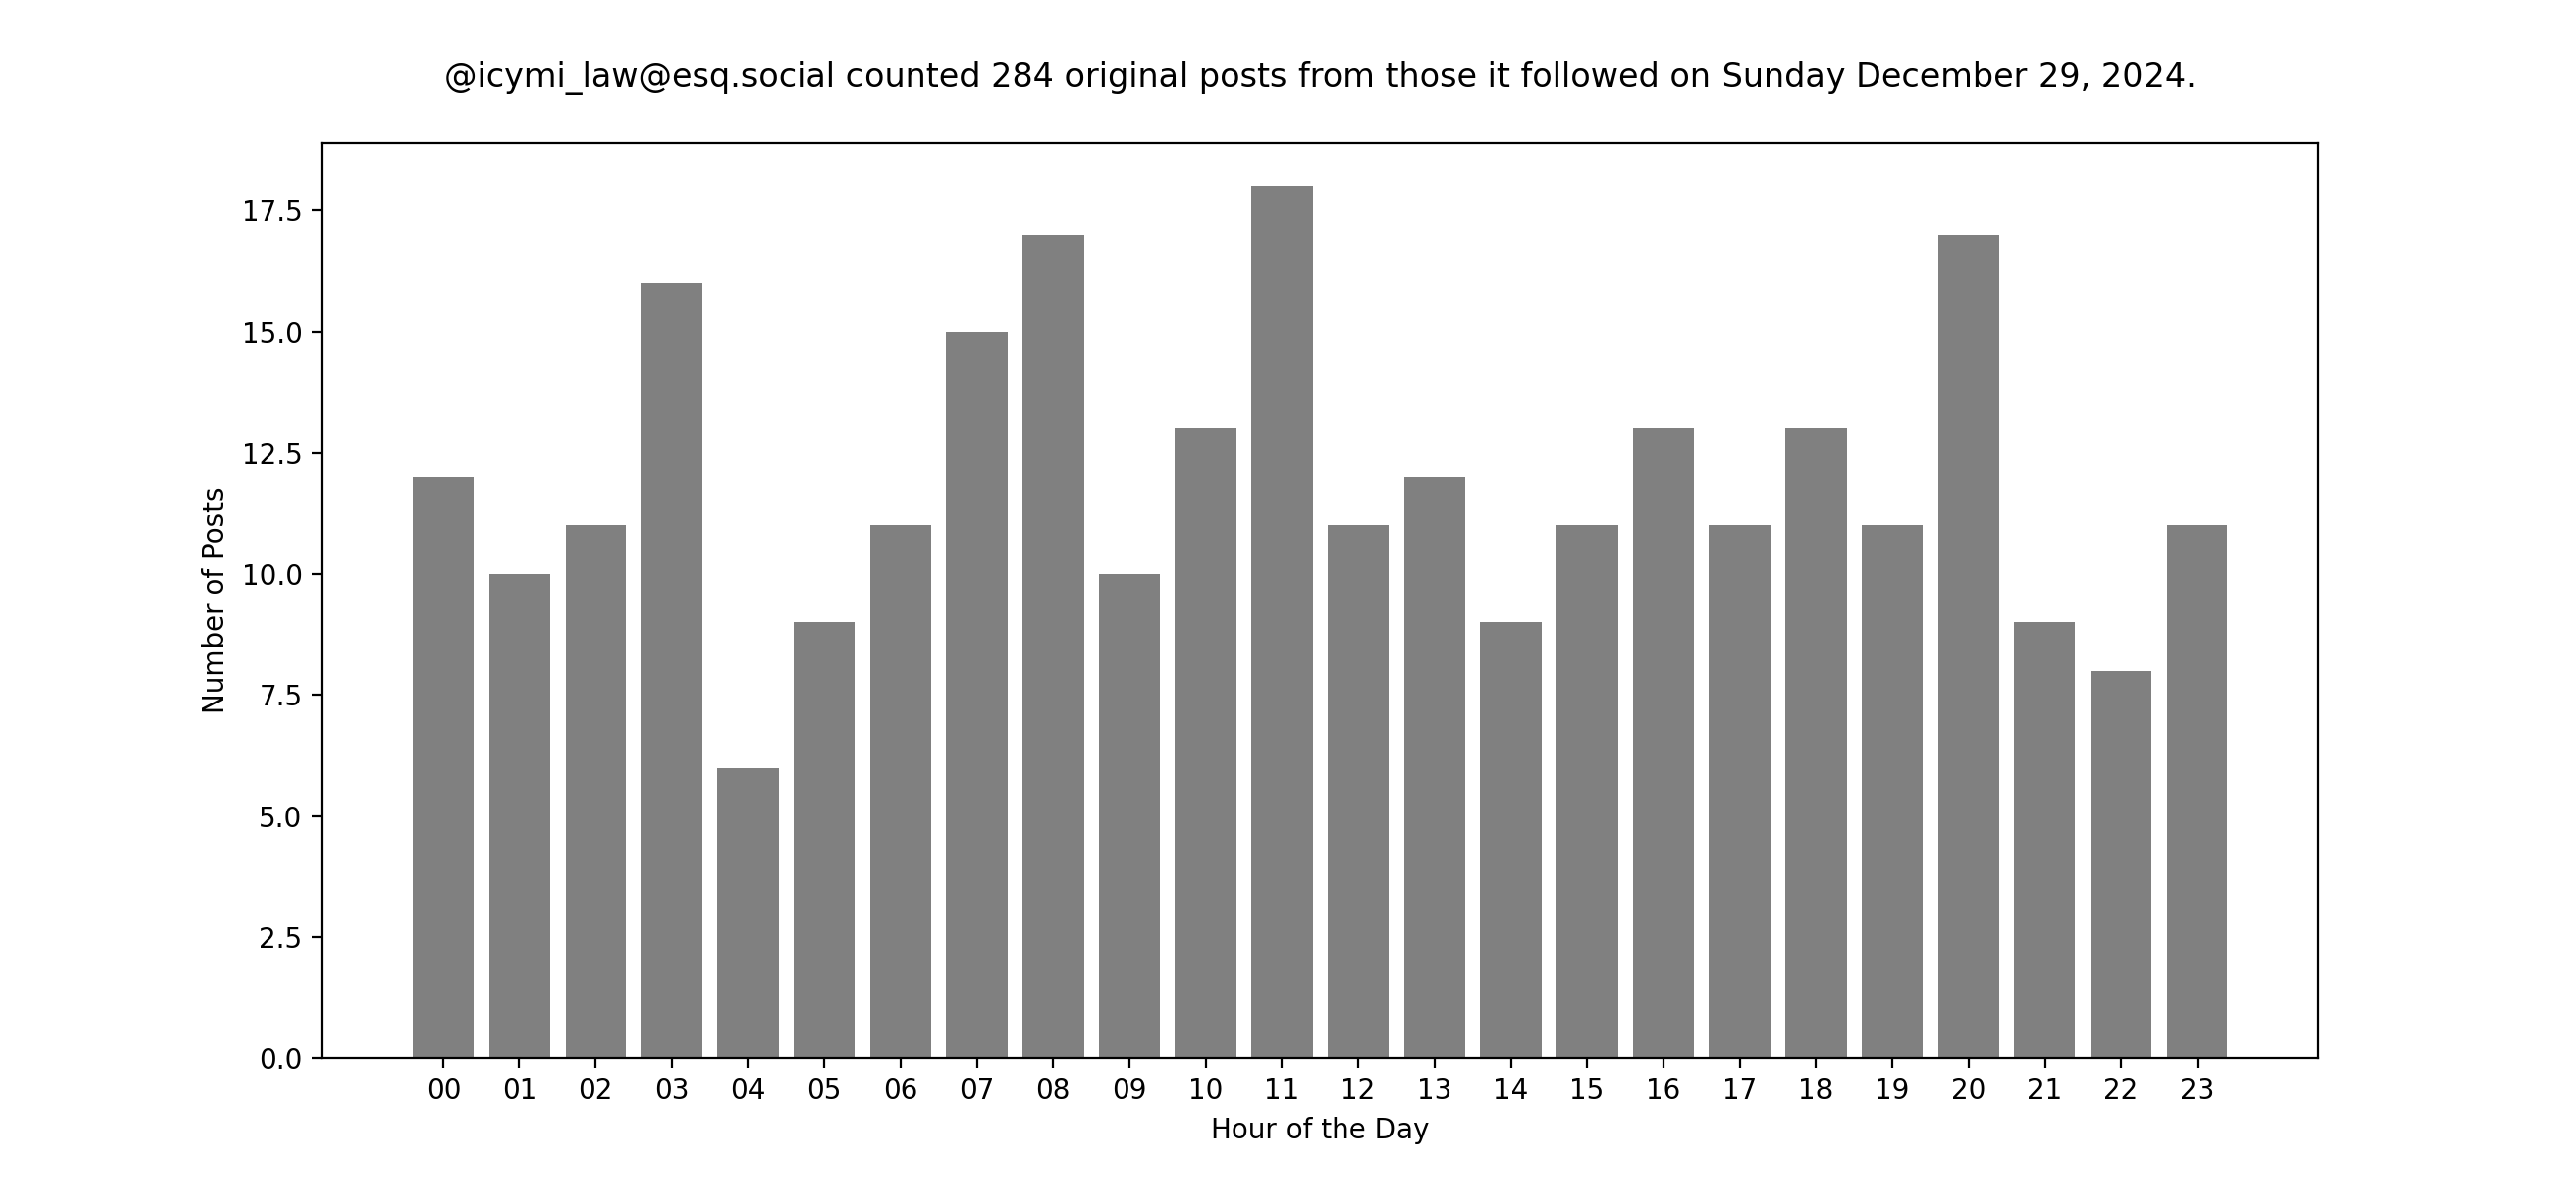 @icymi_law@esq.social counted 284 original posts from those it followed on Sunday December 29, 2024.
17.5
15.0
12.5
10.0
7.5
5.0
2.5
0.0
Number of Posts
00 01 02 03 04 05 06 07 08 09 10 11 12 13 14 15 16 17 18 19 20 21 22 23
Hour of the Day